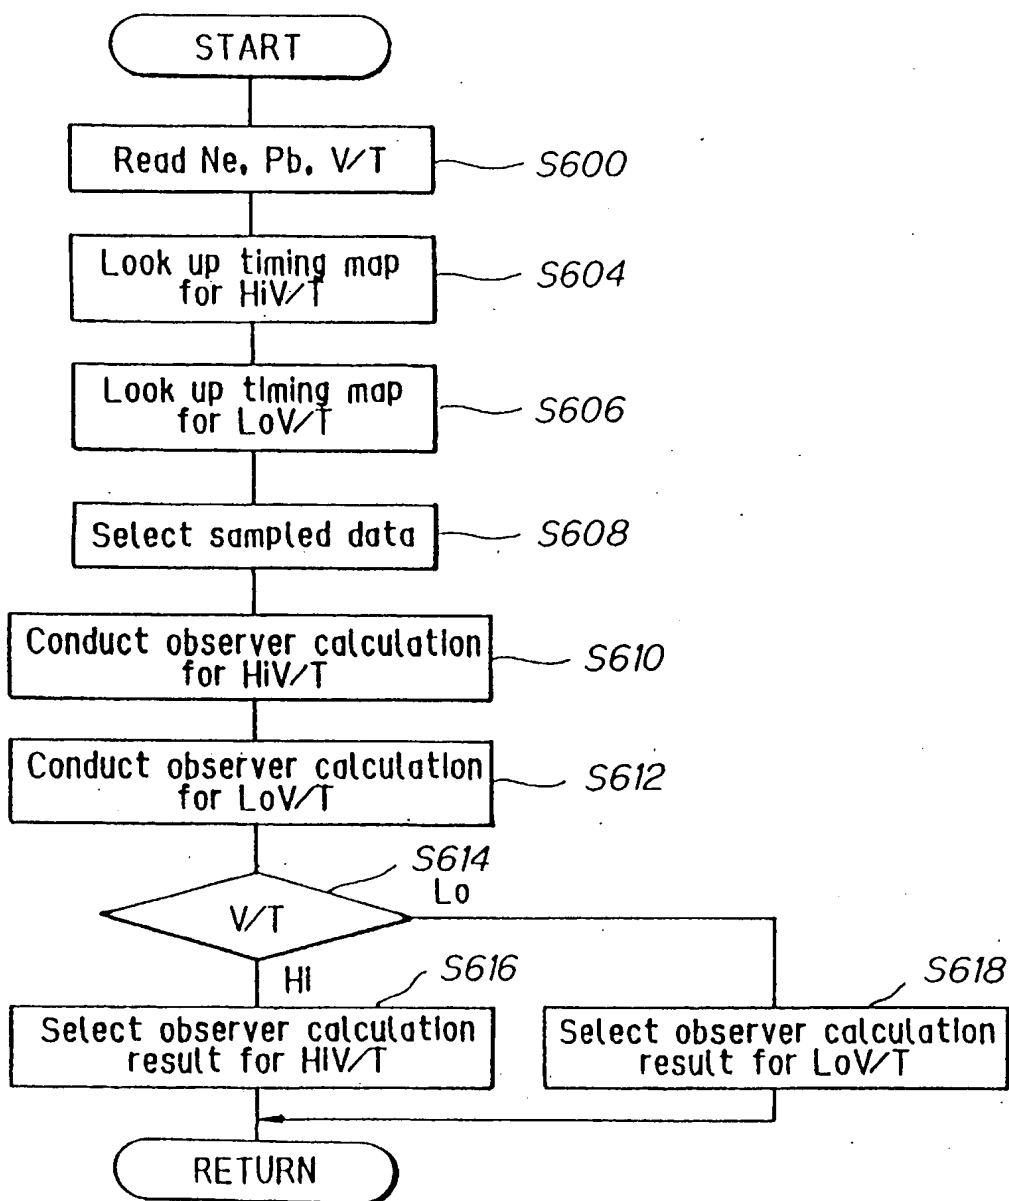 START
Read Ne, Pb, V/T
S600
Look up timing map
for HiV/T
S604
Look up timing map
for LoV/T
S606
Select sampled data
S608
Conduct observer calculation
for HiV/T
S610
Conduct observer calculation
for LoV/T
S612
S614
V/T
Lo
Hi
S616
Select observer calculation
result for HiV/T
S618
Select observer calculation
result for LoV/T
RETURN